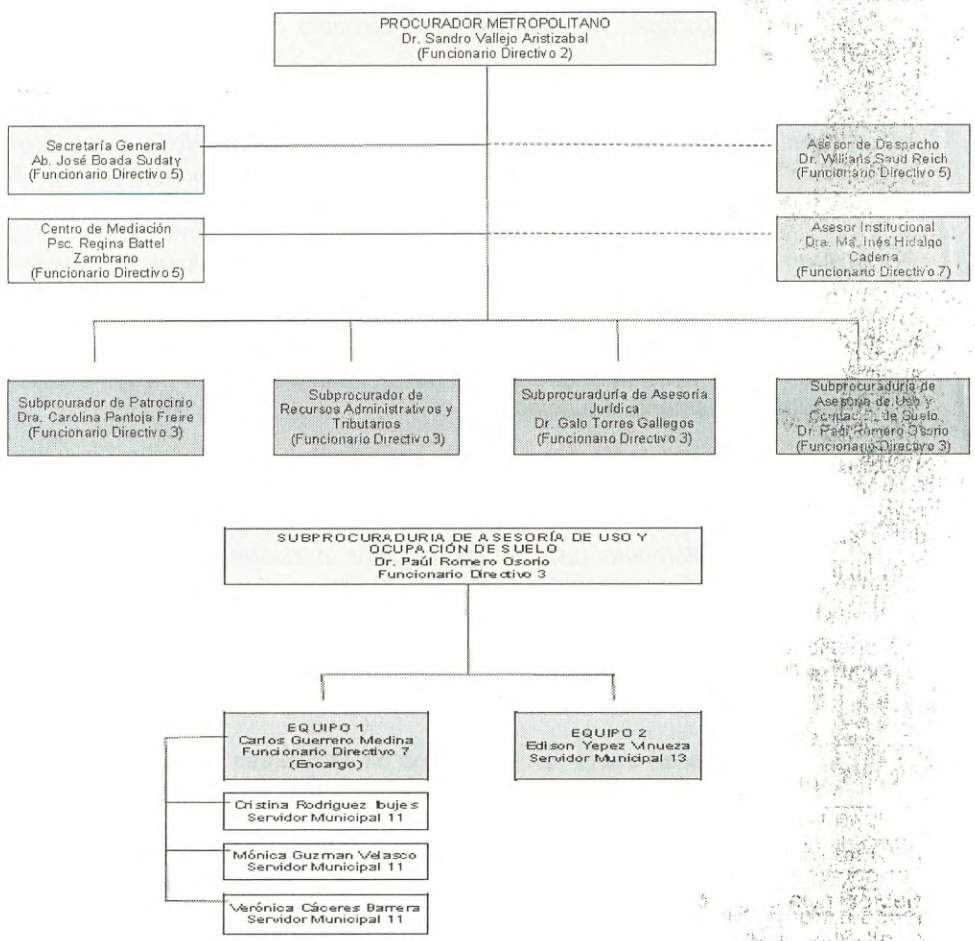 PROCURADOR METROPOLITANO
Dr. Sandro Vallejo Aristizabal
(Funcionario Directivo 2)
Secretaría General
Ab. José Boada Sudaty
(Funcionario Directivo 5)
Asesor de Despacho
Dr. Willians Saud Reich
(Funcionario Directivo 5)
Centro de Mediación
Psc. Regina Battel
Zambrano
(Funcionario Directivo 5)
Asesor Institucional
Dra. Ma. Inés Hidalgo
Cadena
(Funcionario Directivo 7)
Subprourador de Patrocinio
Dra. Carolina Pantoja Freire
(Funcionario Directivo 3)
Subprocurador de
Recursos Administrativos y
Tributarios
(Funcionario Directivo 3)
Subprocuraduría de Asesoría
Jurídica
Dr. Galo Torres Gallegos
(Funcionario Directivo 3)
Subprocuraduría de
Asesoría de Uso y
de Suelo
Dr. Paúl Romero Osorio
(Funcionario Directivo 3)
SUBPROCURADURIA DE ASESORÍA DE USO Y
OCUPACIÓN DE SUELO
Dr. Paúl Romero Osorio
Funcionario Directivo 3
EQUIPO 1
Carlos Guerrero Medina
Funcionario Directivo 7
(Encargo)
EQUIPO 2
Edison Yepez Vinueza
Servidor Municipal 13
Cristina Rodriguez Ibujes
Servidor Municipal 11
Mónica Guzman Velasco
Servidor Municipal 11
Verónica Cáceres Barrera
Servidor Municipal 11